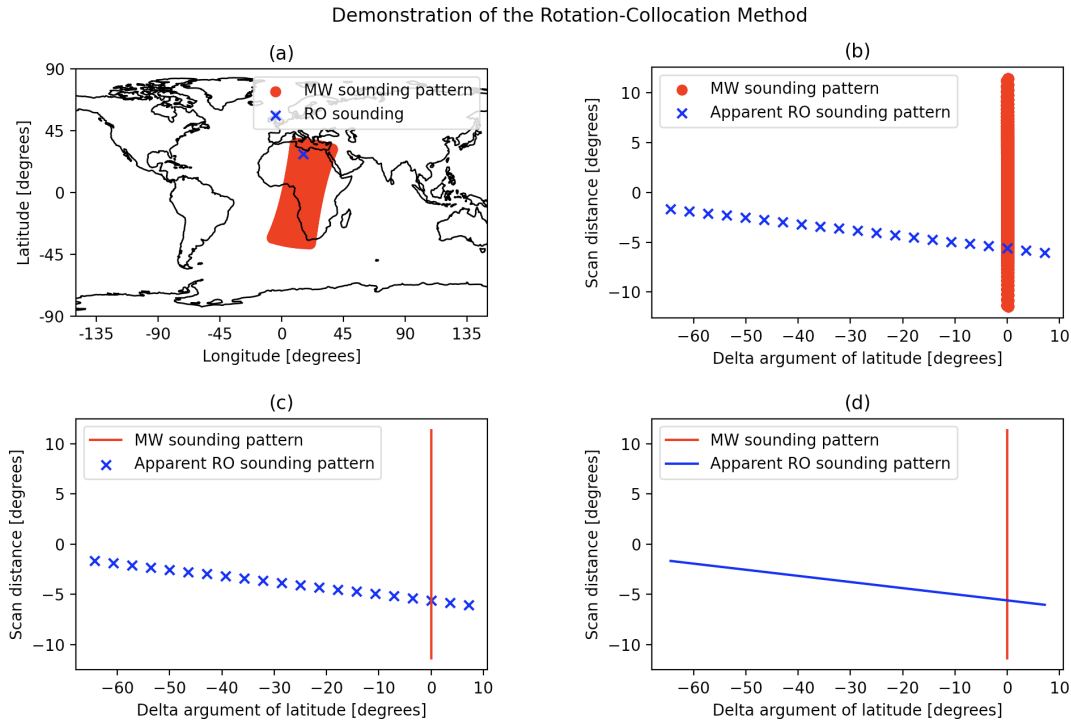 Demonstration of the Rotation-Collocation Method
(a)
MW sounding pattern
RO sounding
90
45
0
-45
-90
Latitude [degrees]
-135
-90
-45
0
45
90
135
Longitude [degrees]
(b)
MW sounding pattern
Apparent RO sounding pattern
10
5
0
−5
−10
Scan distance [degrees]
−60
−50
−40
−30
−20
−10
0
10
Delta argument of latitude [degrees]
(c)
MW sounding pattern
Apparent RO sounding pattern
10
5
0
−5
−10
Scan distance [degrees]
−60
−50
−40
−30
−20
−10
0
10
Delta argument of latitude [degrees]
(d)
MW sounding pattern
Apparent RO sounding pattern
10
5
0
−5
−10
Scan distance [degrees]
−60
−50
−40
−30
−20
−10
0
10
Delta argument of latitude [degrees]